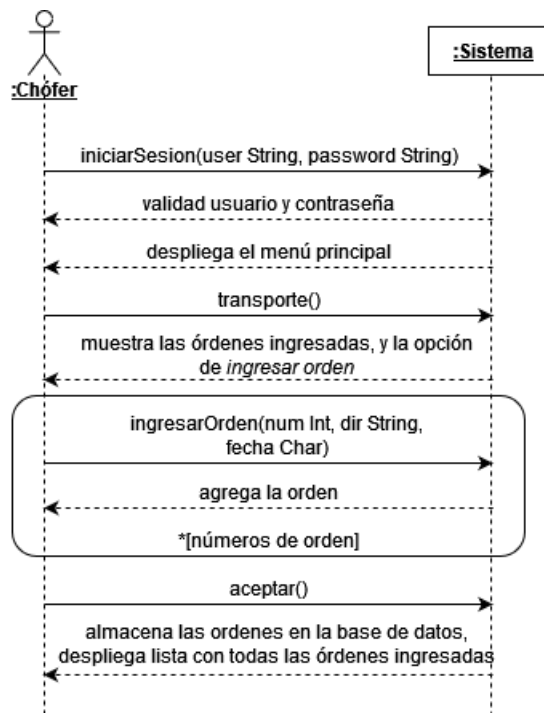 :Chófer
:Sistema
iniciarSesion(user String, password String)
validad usuario y contraseña
despliega el menú principal
transporte()
muestra las órdenes ingresadas, y la opción
de ingresar orden
ingresarOrden(num Int, dir String,
fecha Char)
agrega la orden
*[números de orden]
aceptar()
almacena las ordenes en la base de datos,
despliega lista con todas las órdenes ingresadas